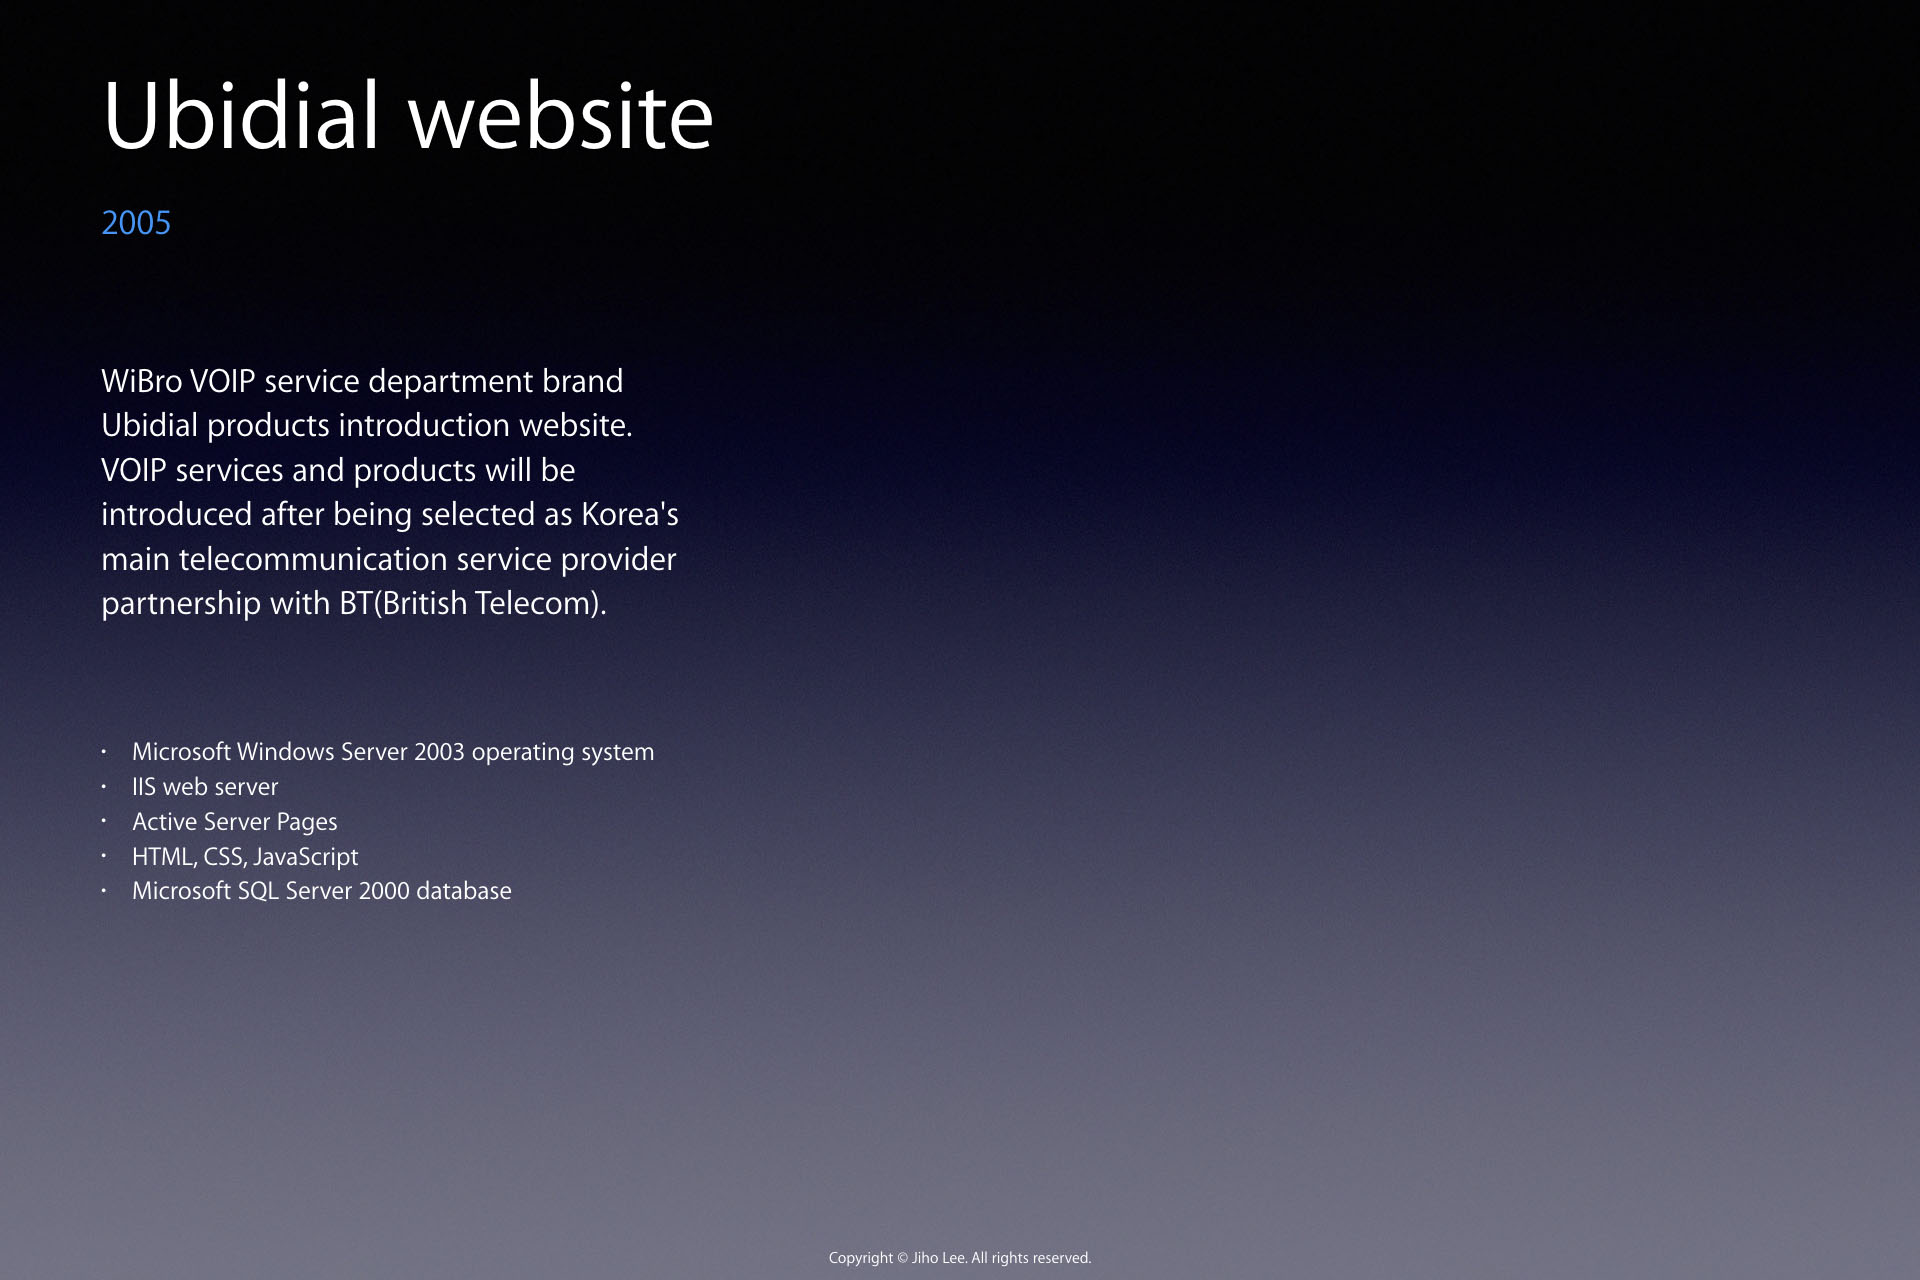 Ubidial website
2005
WiBro VOIP service department brand
Ubidial products introduction website.
VOIP services and products will be
introduced after being selected as Korea's
main telecommunication service provider
partnership with BT(British Telecom).
• Microsoft Windows Server 2003 operating system
• IIS web server
• Active Server Pages
• HTML, CSS, JavaScript
• Microsoft SQL Server 2000 database
Copyright © Jiho Lee. All rights reserved.